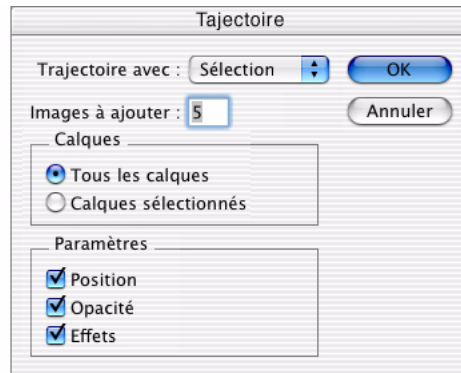 Tajectoire
Trajectoire avec : Sélection OK
Images à ajouter : 5 Annuler
Calques
Tous les calques
Calques sélectionnés
Paramètres
Position
Opacité
Effets